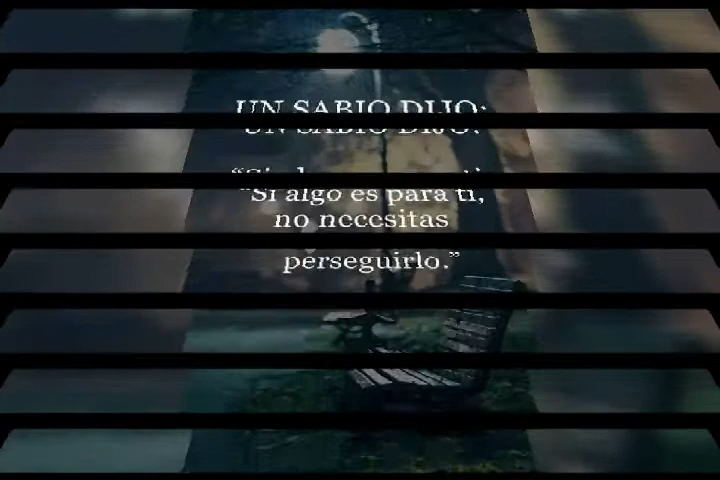 UN SABIO DIJO:
“Si algo es para ti,
no necesitas
perseguirlo.”